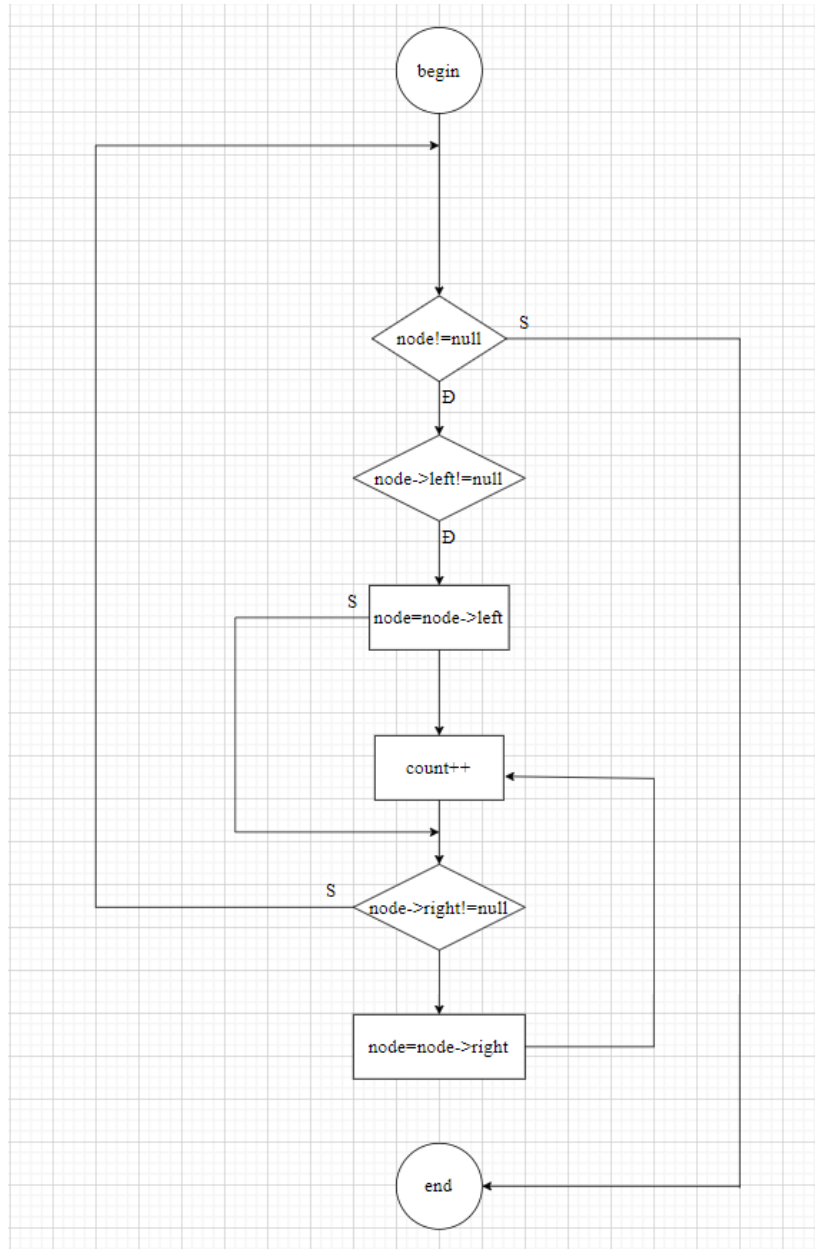 begin
node!=null
S
Đ
node->left!=null
Đ
S
node=node->left
count++
S
node->right!=null
node=node->right
end